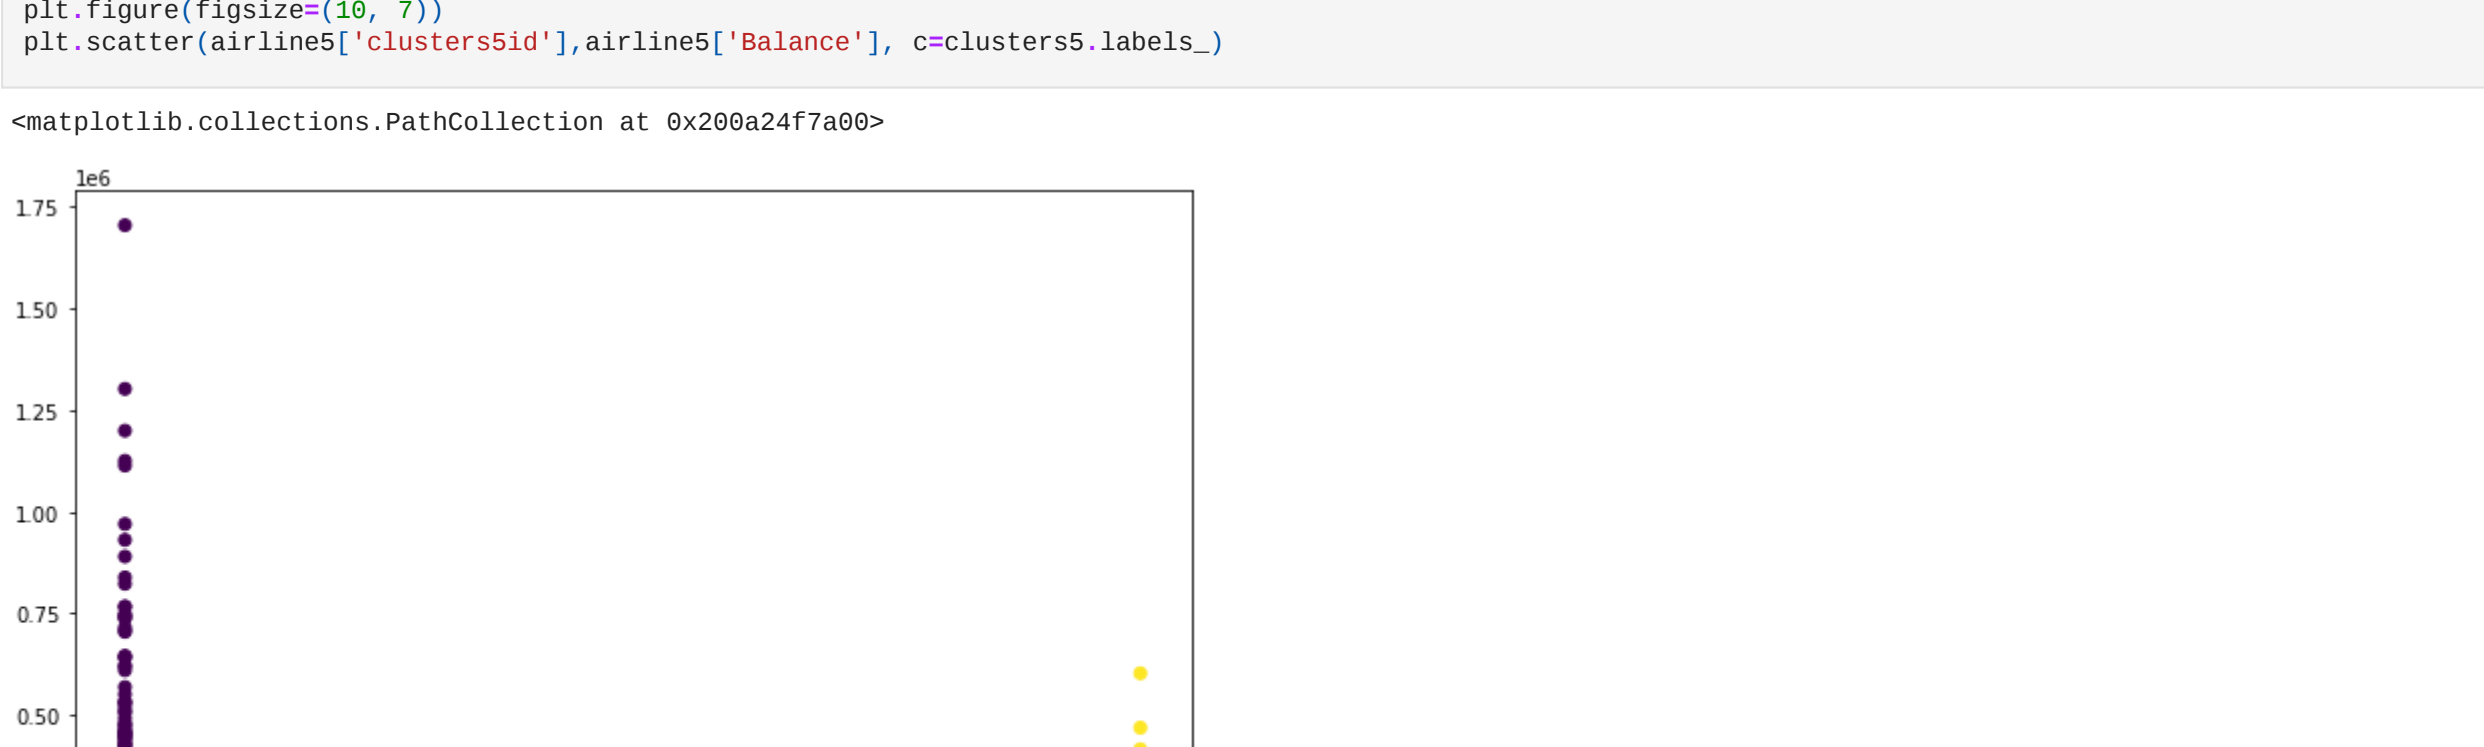 plt.figure(figsize=(10, 7))
plt.scatter(airline5['clusters5id'],airline5['Balance'], c=clusters5.labels_)
<matplotlib.collections.PathCollection at 0x200a24f7a00>
1e6
1.75
1.50
1.25
1.00
0.75
0.50